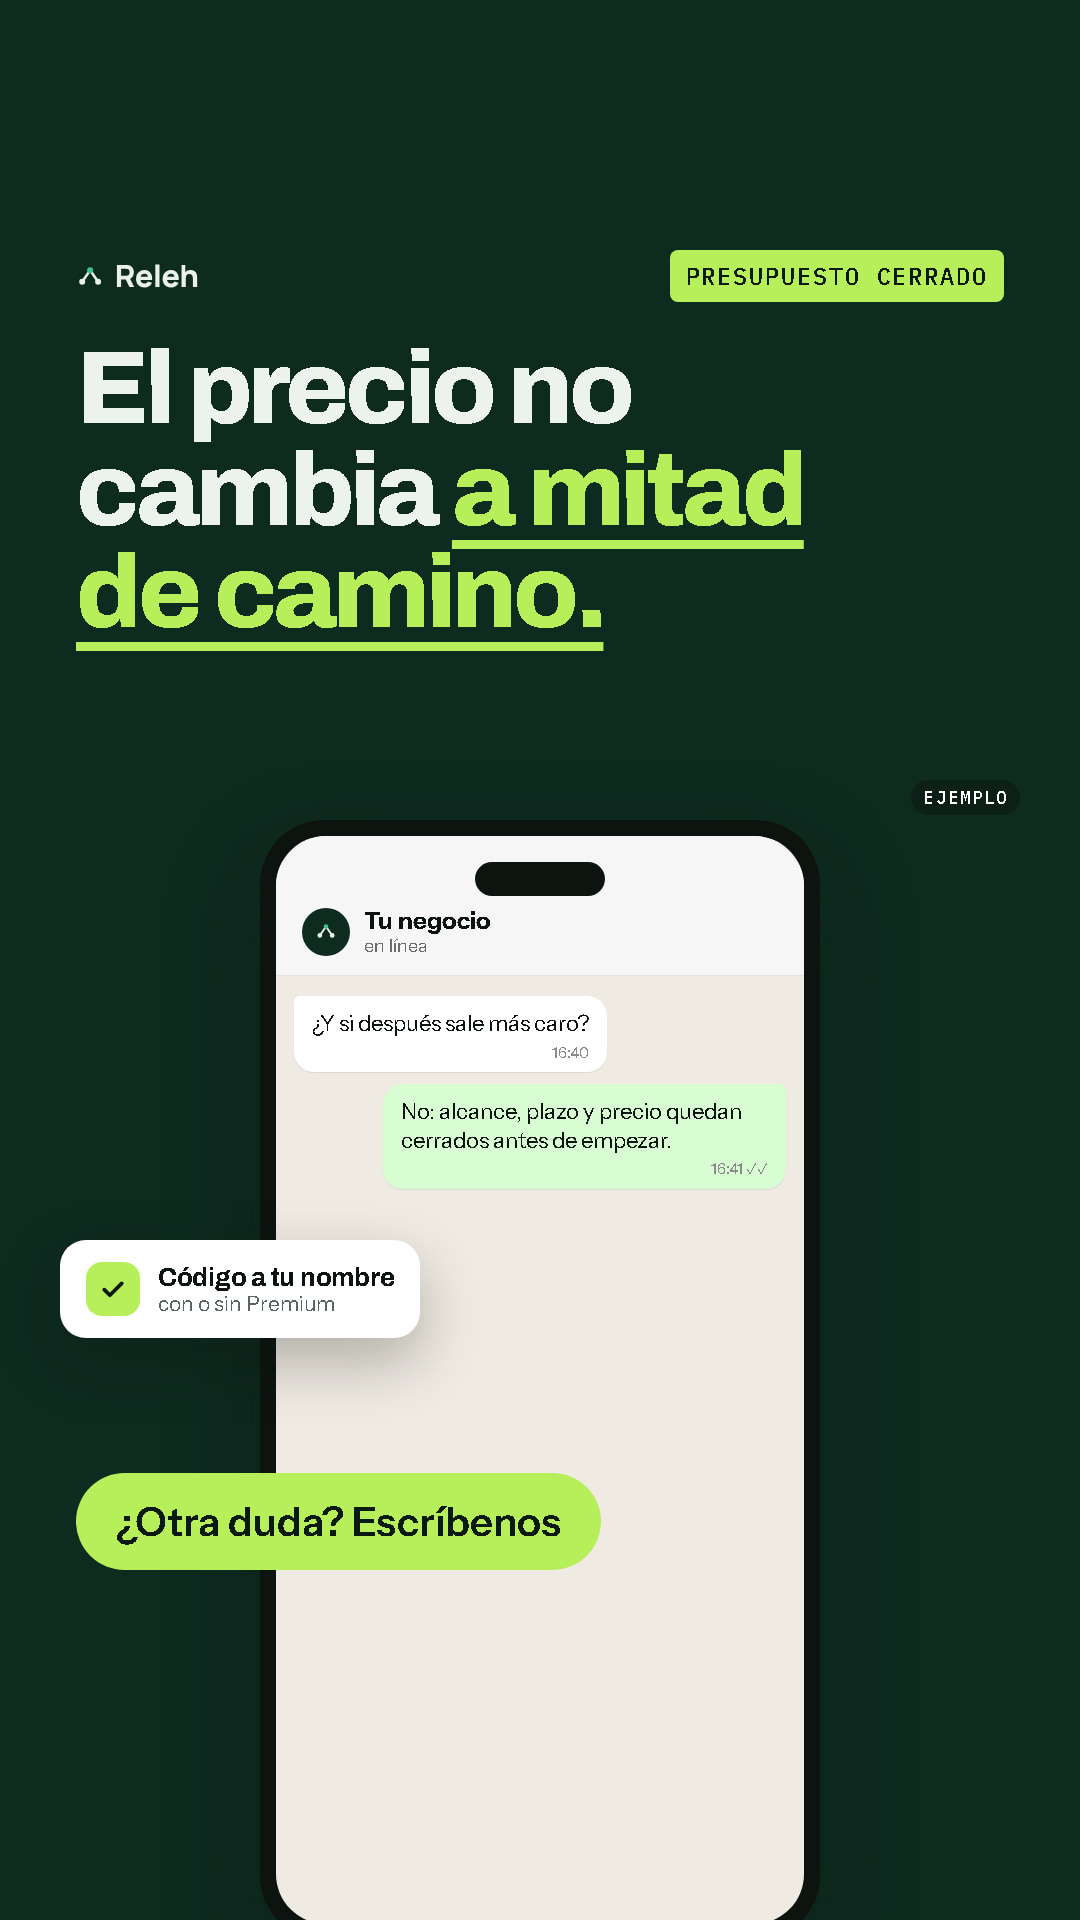 Releh
PRESUPUESTO CERRADO
El precio no
cambia a mitad
de camino.
EJEMPLO
Tu negocio
en línea
¿Y si después sale más caro?
16:40
No: alcance, plazo y precio quedan
cerrados antes de empezar.
16:41 ✓✓
Código a tu nombre
con o sin Premium
¿Otra duda? Escríbenos